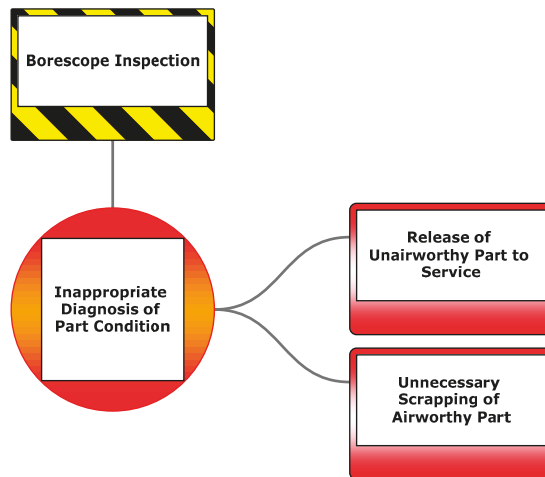 Borescope Inspection
Inappropriate
Diagnosis of
Part Condition
Release of
Unairworthy Part to
Service
Unnecessary
Scrapping of
Airworthy Part